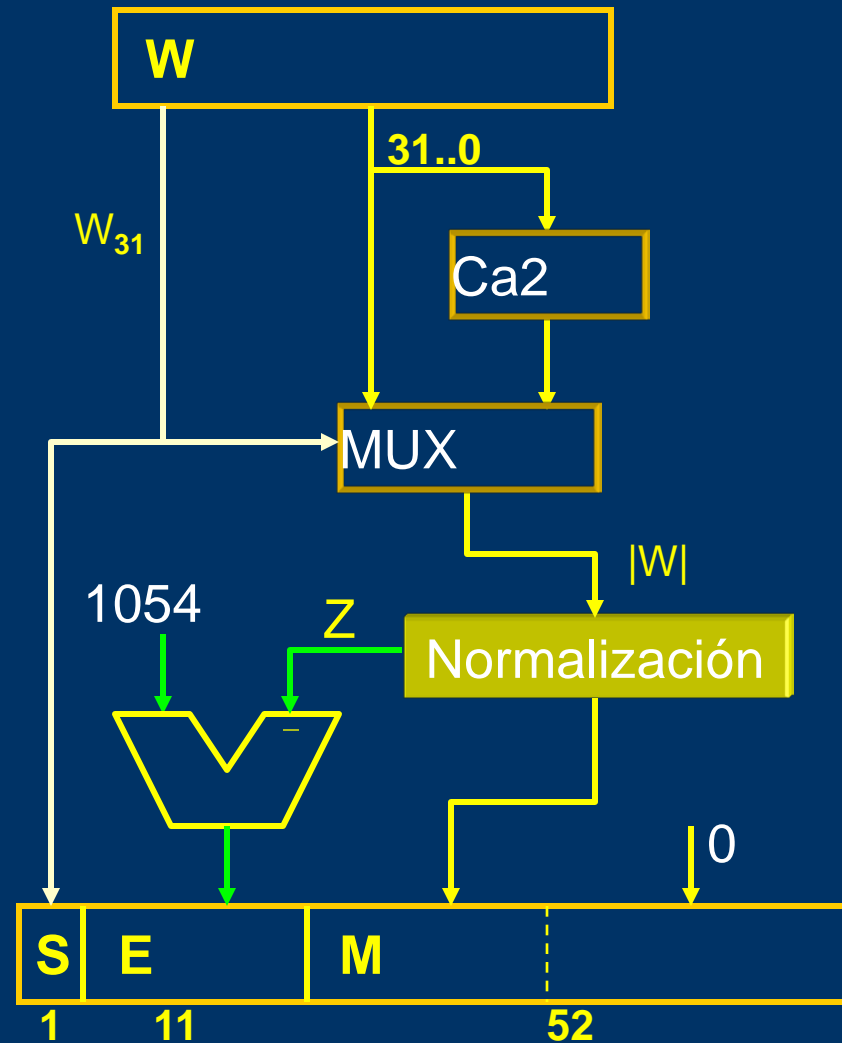 W
31..0
W31
Ca2
MUX
|W|
1054
Z
Normalización
–
0
S E M
1 11 52